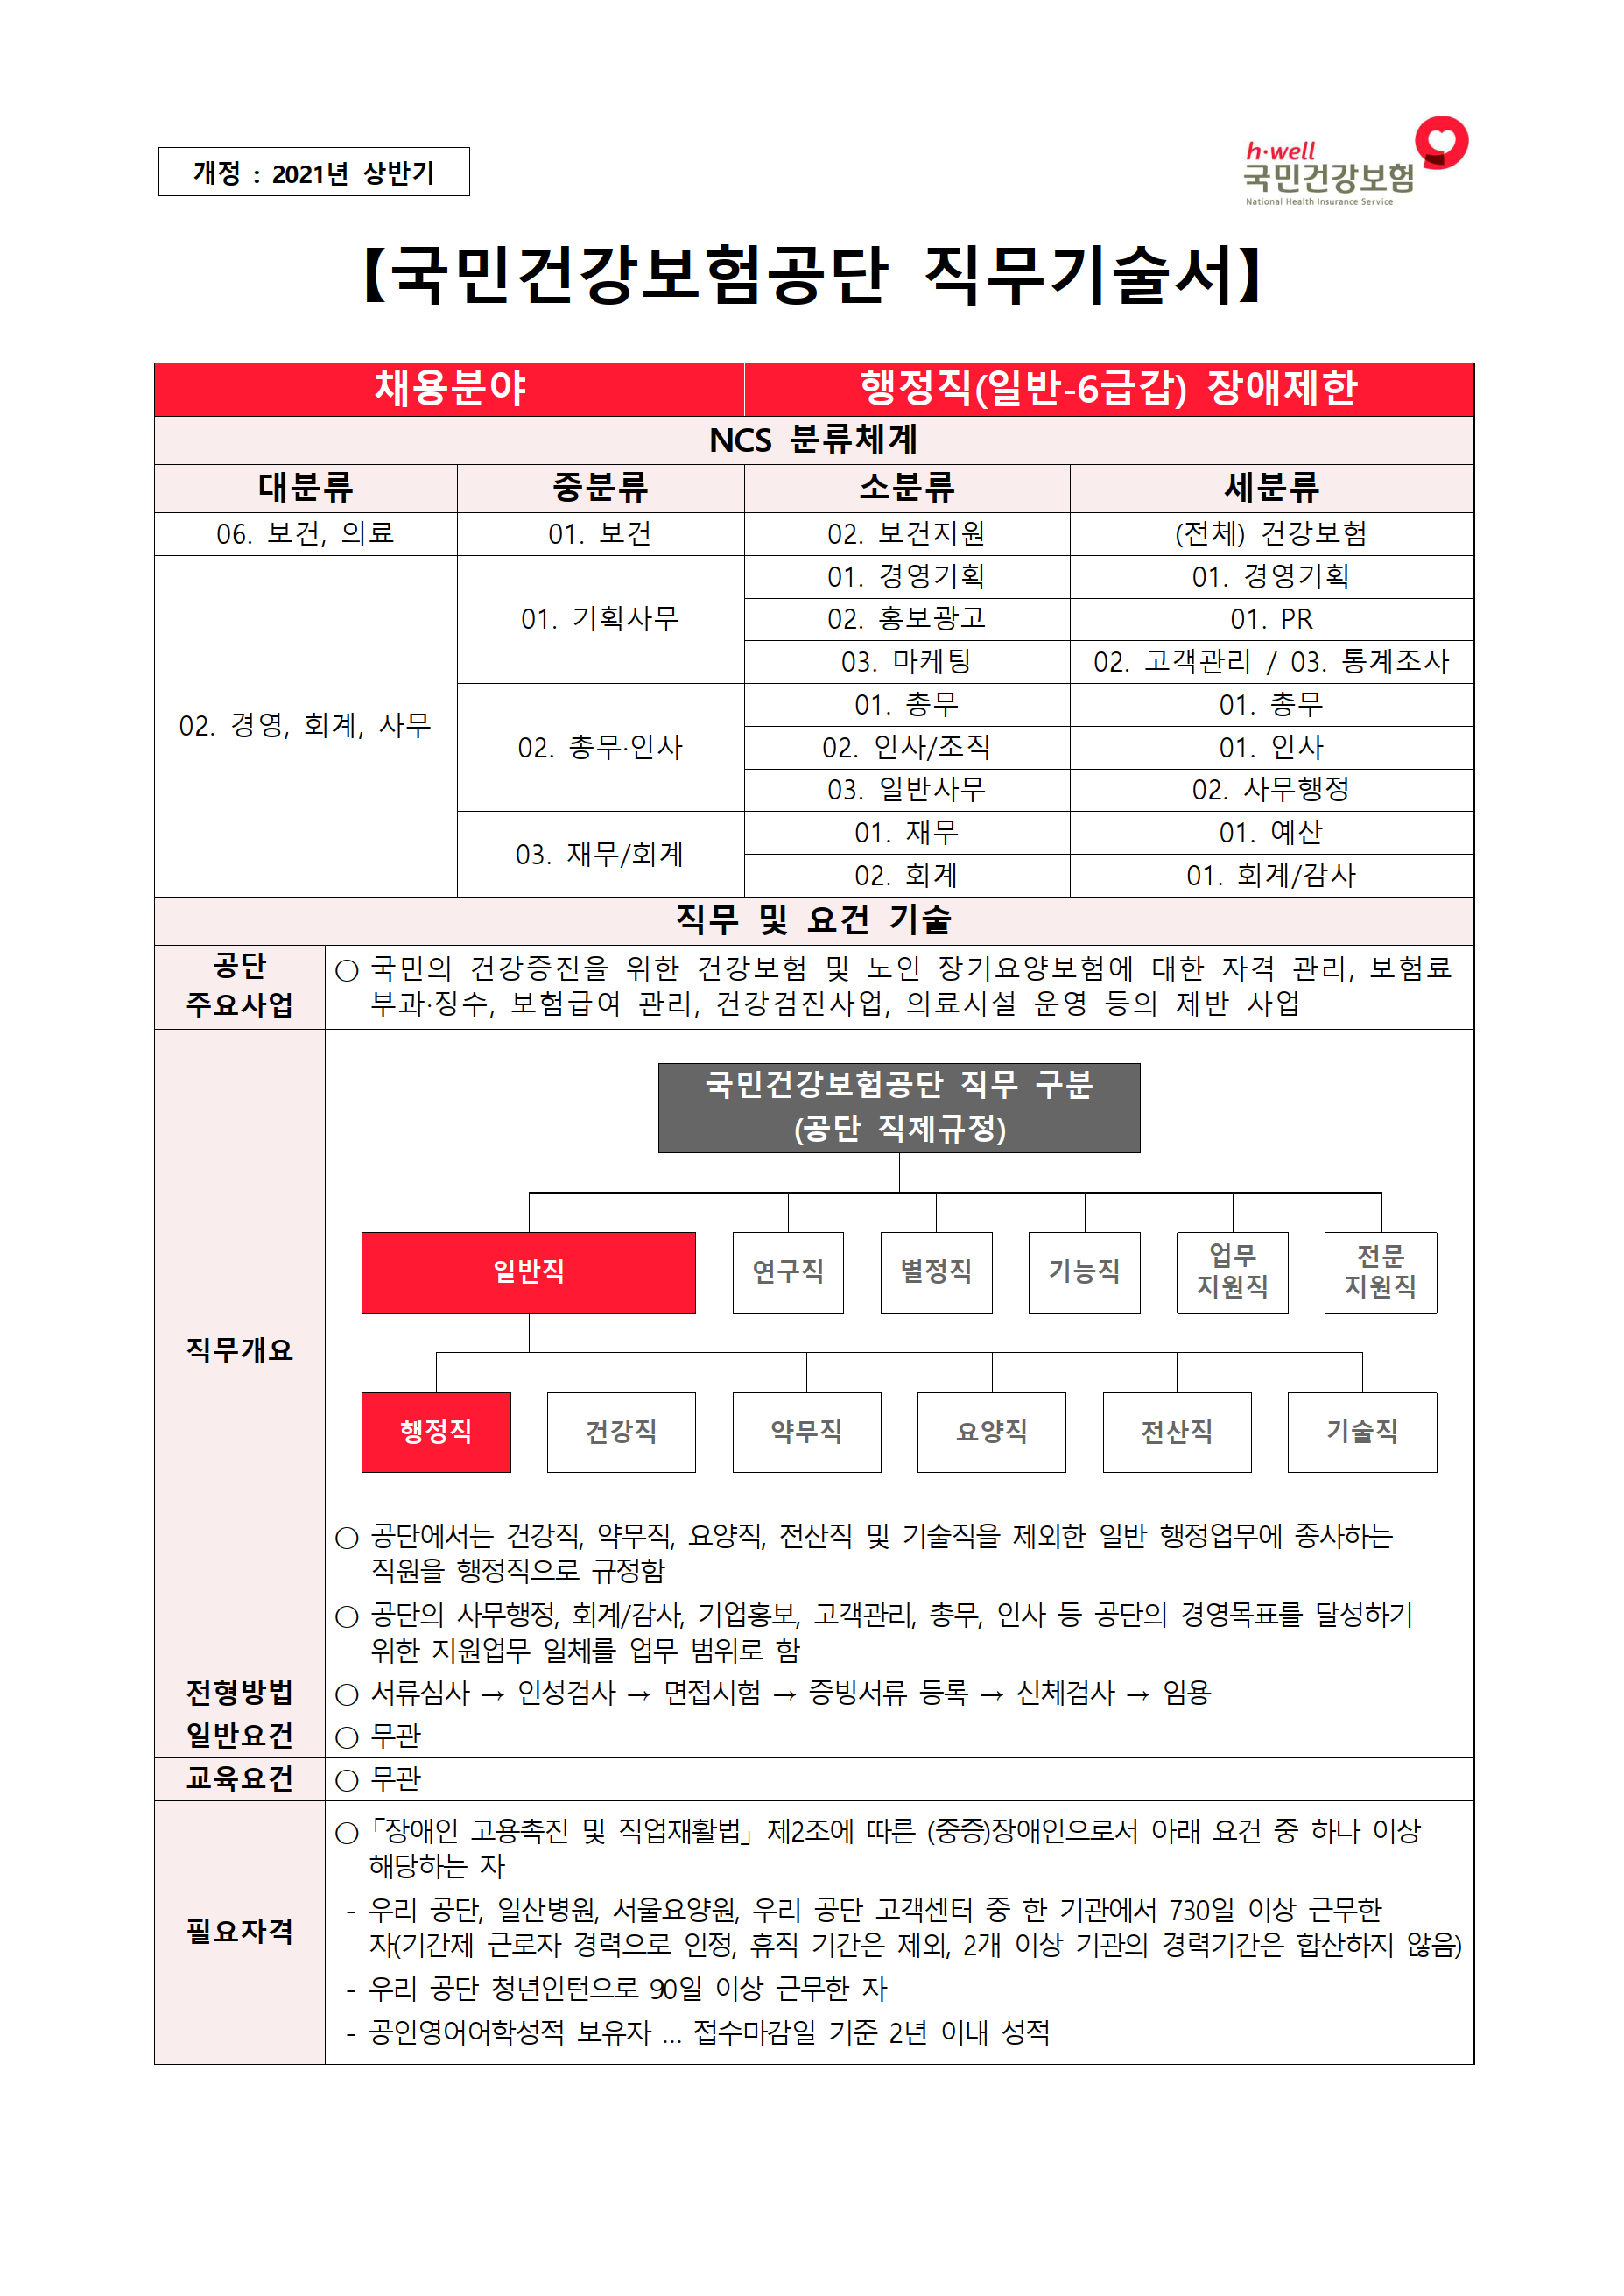 개정 : 2021년 상반기
h·well
국민건강보험
National Health Insurance Service
【국민건강보험공단 직무기술서】
채용분야
행정직(일반-6급갑) 장애제한
NCS 분류체계
대분류
중분류
소분류
세분류
06. 보건, 의료
01. 보건
02. 보건지원
(전체) 건강보험
02. 경영, 회계, 사무
01. 기획사무
01. 경영기획
01. 경영기획
02. 홍보광고
01. PR
03. 마케팅
02. 고객관리 / 03. 통계조사
02. 총무·인사
01. 총무
01. 총무
02. 인사/조직
01. 인사
03. 일반사무
02. 사무행정
03. 재무/회계
01. 재무
01. 예산
02. 회계
01. 회계/감사
직무 및 요건 기술
공단
주요사업
○ 국민의 건강증진을 위한 건강보험 및 노인 장기요양보험에 대한 자격 관리, 보험료
부과·징수, 보험급여 관리, 건강검진사업, 의료시설 운영 등의 제반 사업
직무개요
국민건강보험공단 직무 구분
(공단 직제규정)
일반직
연구직
별정직
기능직
업무
지원직
전문
지원직
행정직
건강직
약무직
요양직
전산직
기술직
○ 공단에서는 건강직, 약무직, 요양직, 전산직 및 기술직을 제외한 일반 행정업무에 종사하는
직원을 행정직으로 규정함
○ 공단의 사무행정, 회계/감사, 기업홍보, 고객관리, 총무, 인사 등 공단의 경영목표를 달성하기
위한 지원업무 일체를 업무 범위로 함
전형방법
○ 서류심사 → 인성검사 → 면접시험 → 증빙서류 등록 → 신체검사 → 임용
일반요건
○ 무관
교육요건
○ 무관
필요자격
○ 「장애인 고용촉진 및 직업재활법」 제2조에 따른 (중증)장애인으로서 아래 요건 중 하나 이상
해당하는 자
- 우리 공단, 일산병원, 서울요양원, 우리 공단 고객센터 중 한 기관에서 730일 이상 근무한
자(기간제 근로자 경력으로 인정, 휴직 기간은 제외, 2개 이상 기관의 경력기간은 합산하지 않음)
- 우리 공단 청년인턴으로 90일 이상 근무한 자
- 공인영어어학성적 보유자 … 접수마감일 기준 2년 이내 성적